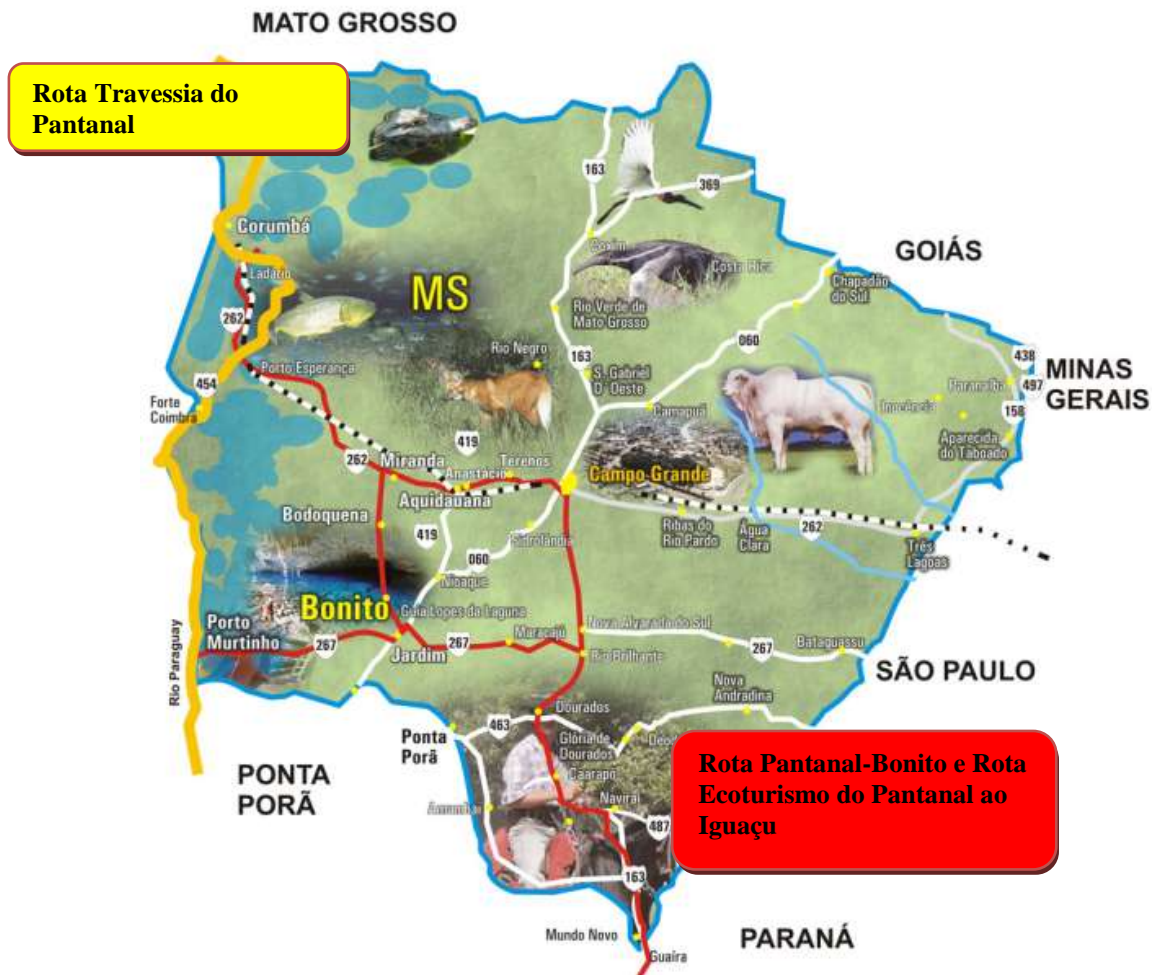 MATO GROSSO
Rota Travessia do
Pantanal
163
369
Corumbá
Coxim
GOIÁS
Costa Rica
Ladário
Chapadão
do Sul
MS
262
Rio Verde de
Mato Grosso
060
Rio Negro
163
438
Porto Esperança
S. Gabriel
D´Oeste
MINAS
GERAIS
454
Paranaíba
497
Inocência
Forte
Coimbra
Camapuã
158
419
Aparecida
do Taboado
262
Miranda
Terenos
Anastácio
Campo Grande
Aquidauana
Bodoquena
Ribas do
Rio Pardo
Água
Clara
262
419
Sidrolandia
Três
Lagoas
060
Nioaque
Bonito
Guia Lopes da Laguna
Porto
Murtinho
267
Jardim
267
Maracajú
Nova Alvorada do Sul
267
Bataguassu
Rio Brilhante
SÃO PAULO
Rio Paraguay
Nova
Andradina
Dourados
463
Ponta
Porã
Glória de
Dourados
PONTA
PORÃ
Rota Pantanal-Bonito e Rota
Ecoturismo do Pantanal ao
Iguaçu
Caarapó
Amambai
Naviraí
487
163
Mundo Novo
PARANÁ
Guaíra